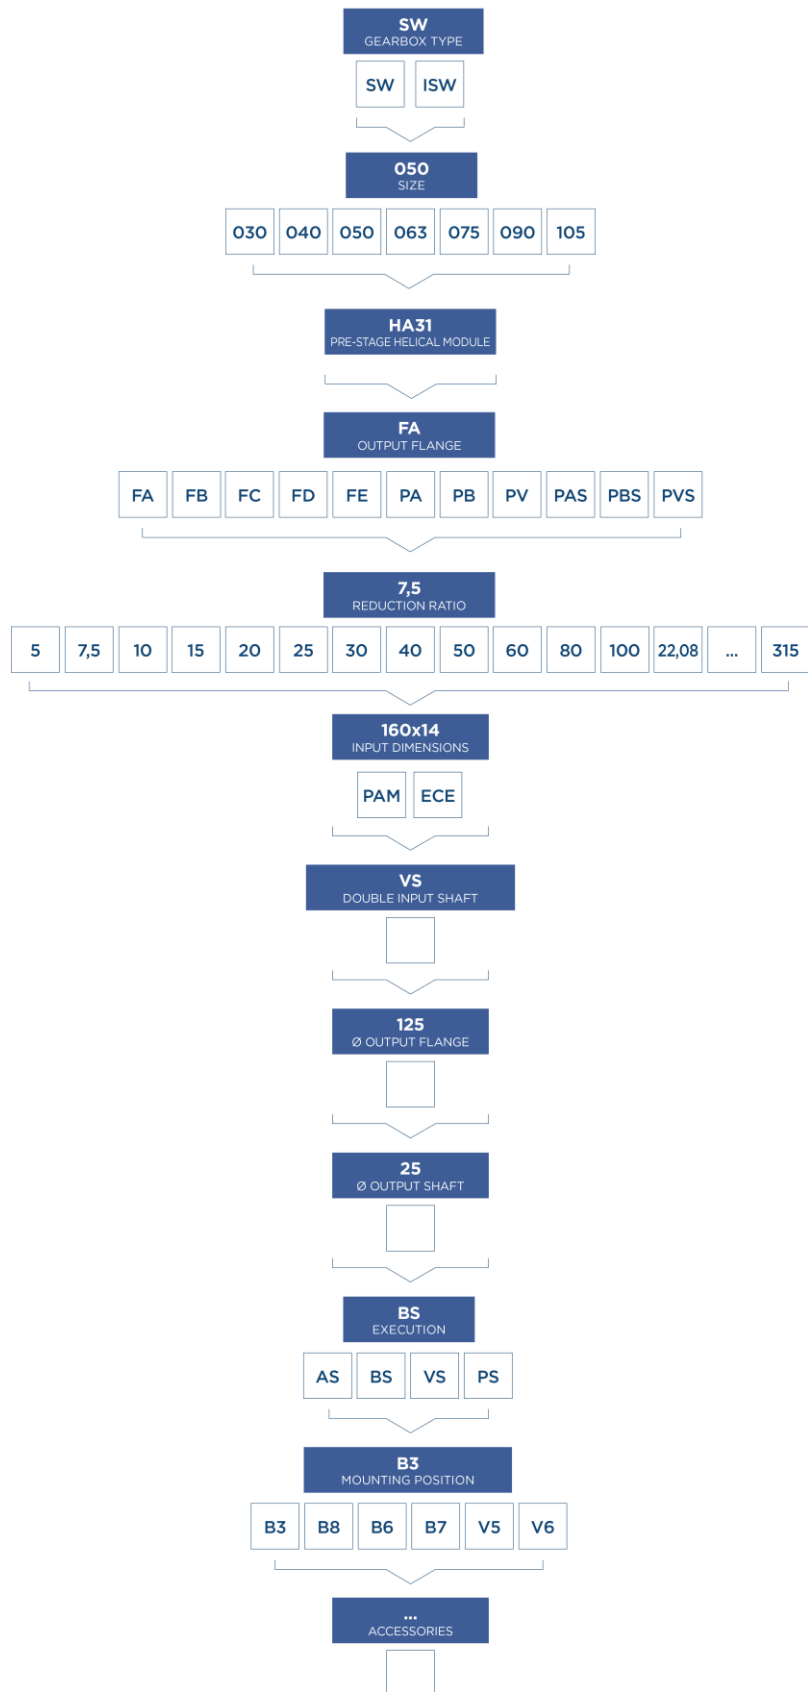 SW
GEARBOX TYPE
SW ISW
050
SIZE
030 040 050 063 075 090 105
HA31
PRE-STAGE HELICAL MODULE
FA
OUTPUT FLANGE
FA FB FC FD FE PA PB PV PAS PBS PVS
7,5
REDUCTION RATIO
5 7,5 10 15 20 25 30 40 50 60 80 100 22,08 ... 315
160x14
INPUT DIMENSIONS
PAM ECE
VS
DOUBLE INPUT SHAFT
125
Ø OUTPUT FLANGE
25
Ø OUTPUT SHAFT
BS
EXECUTION
AS BS VS PS
B3
MOUNTING POSITION
B3 B8 B6 B7 V5 V6
...
ACCESSORIES